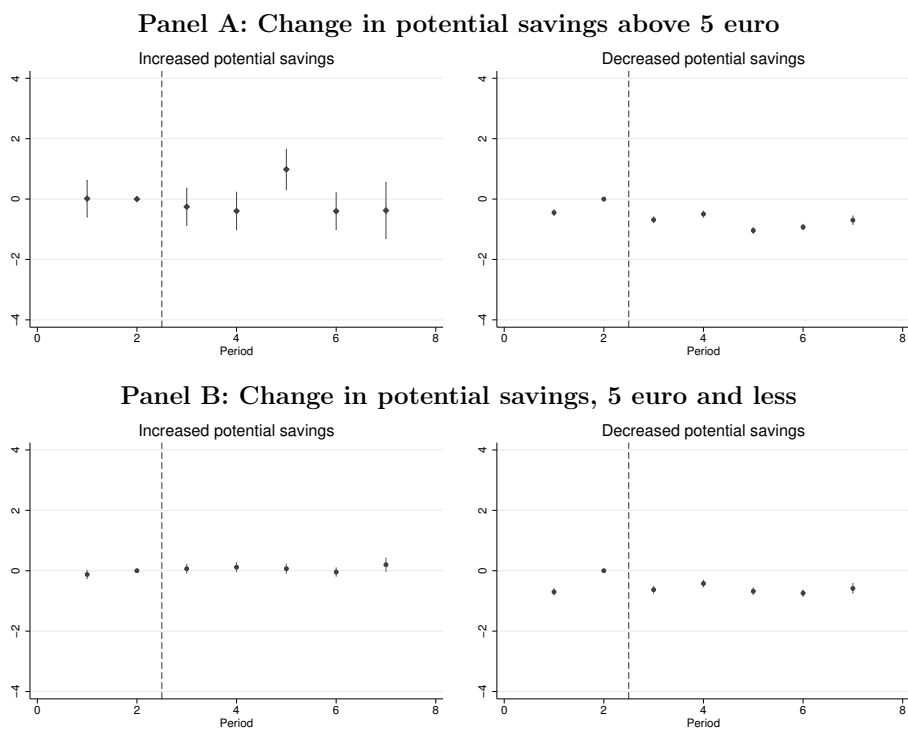 Panel A: Change in potential savings above 5 euro
Increased potential savings
4
2
0
−2
−4
0 2 4 6 8
Period
Decreased potential savings
4
2
0
−2
−4
0 2 4 6 8
Period
Panel B: Change in potential savings, 5 euro and less
Increased potential savings
4
2
0
−2
−4
0 2 4 6 8
Period
Decreased potential savings
4
2
0
−2
−4
0 2 4 6 8
Period